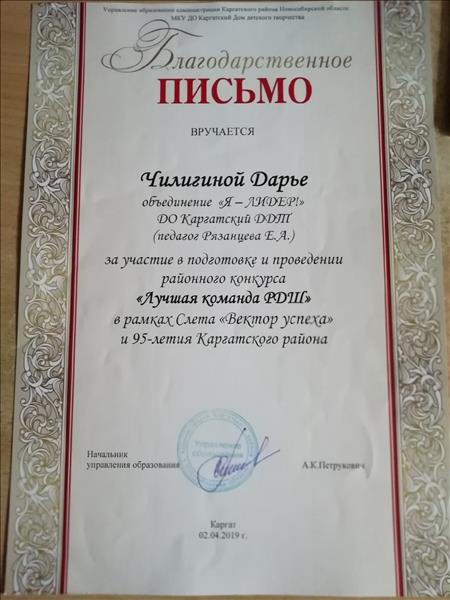 Управление образования администрации Каргатского района Новосибирской области
МКУ ДО Каргатский Дом детского творчества
Благодарственное
ПИСЬМО
ВРУЧАЕТСЯ
Чилигиной Дарье
объединение «Я – ЛИДЕР!»
ДО Каргатский ДДТ
(педагог Рязанцева Е.А.)
за участие в подготовке и проведении
районного конкурса
«Лучшая команда РДШ»
в рамках Слета «Вектор успеха»
и 95-летия Каргатского района
Управление
образования
Начальник
управления образования
А.К.Петрукович
Каргат
02.04.2019 г.